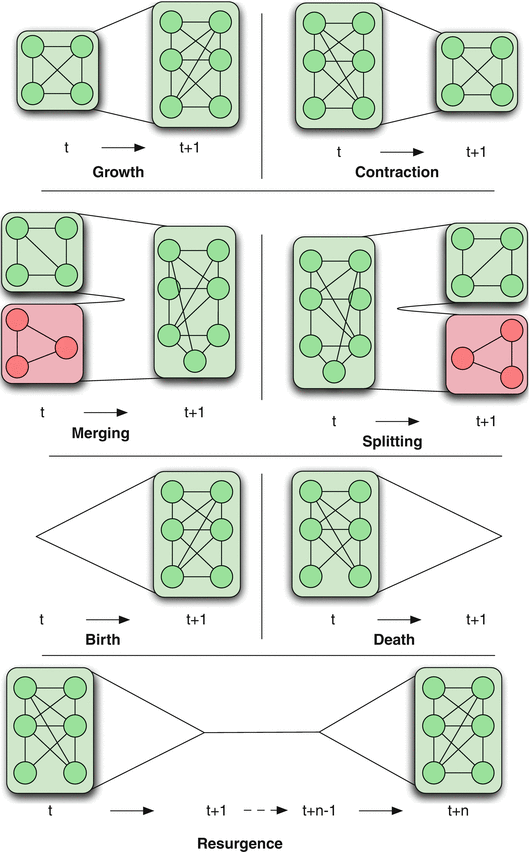 t t+1
Growth
t t+1
Contraction
t t+1
Merging
t t+1
Splitting
t t+1
Birth
t t+1
Death
t t+1 t+n-1 t+n
Resurgence